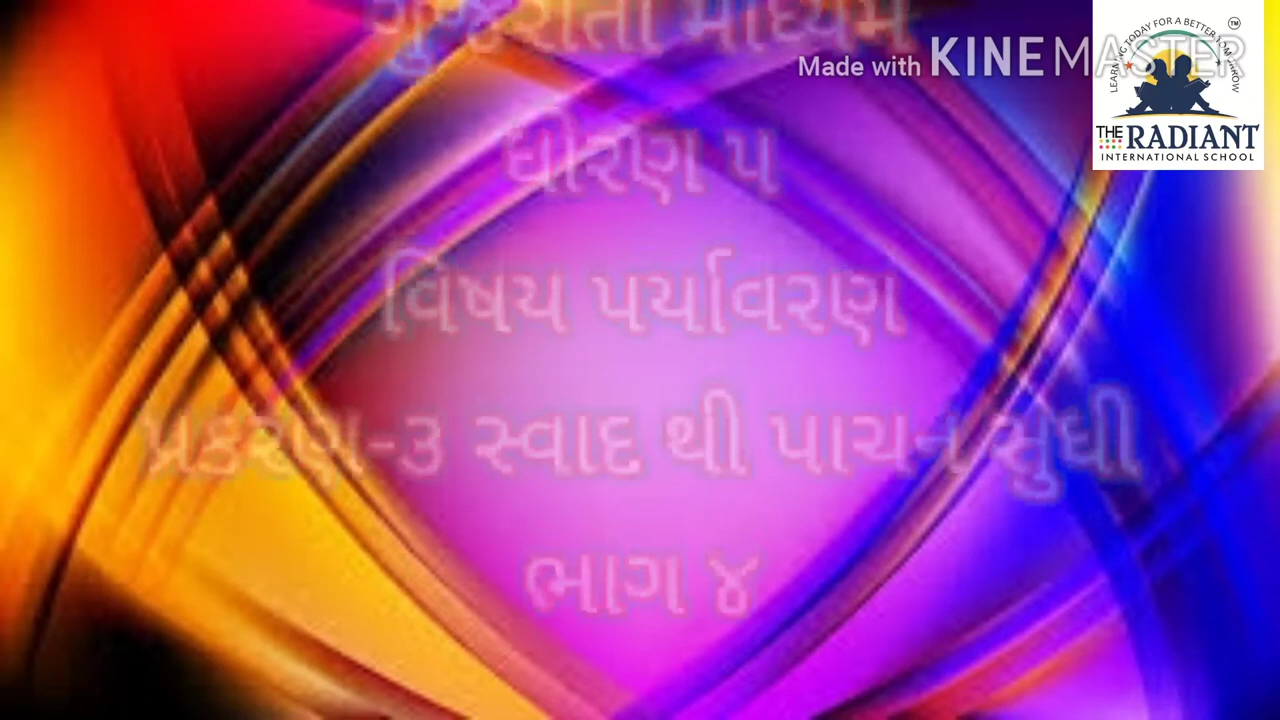 ગુજરાતી માધ્યમ
Made with KINEMASTER
LEARNING TODAY FOR A BETTER TOMORROW
TM
THE RADIANT
INTERNATIONAL SCHOOL
ધોરણ ૫
વિષય પર્યાવરણ
પ્રકરણ-૩ સ્વાદ થી પાચન સુધી
ભાગ ૪